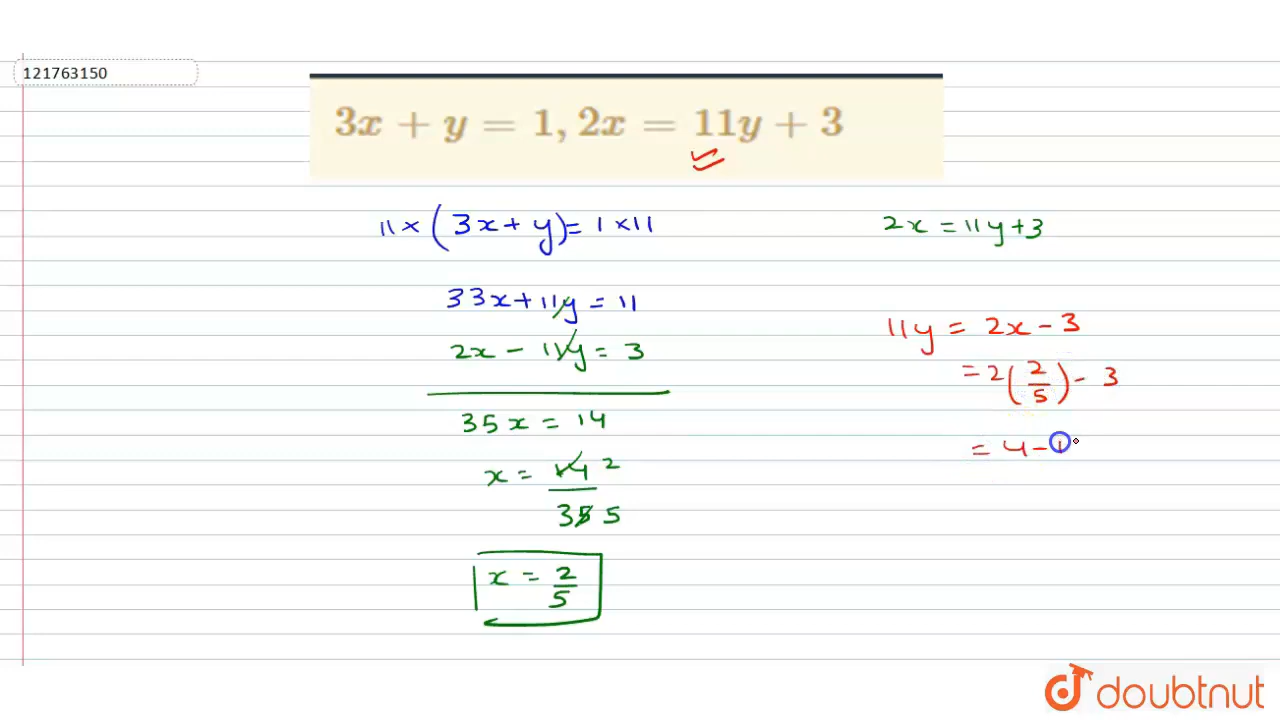 121763150
3x + y = 1, 2x = 11y + 3
11 × (3x + y) = 1 × 11
33x + 11y = 11
2x - 11y = 3
35x = 14
x = 14 2
35 5
x = 2/5
2x = 11y + 3
11y = 2x - 3
= 2(2/5) - 3
= 4 - 1
doubtnut